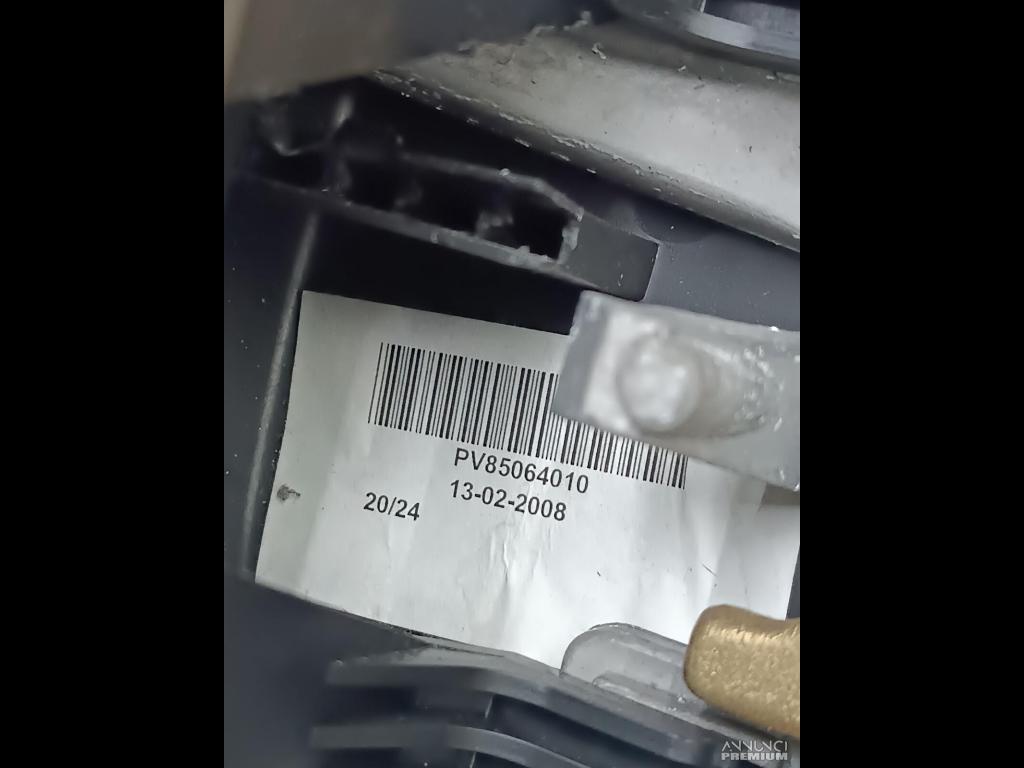 PV85064010
13-02-2008
20/24
ANNUNCI
PREMIUM